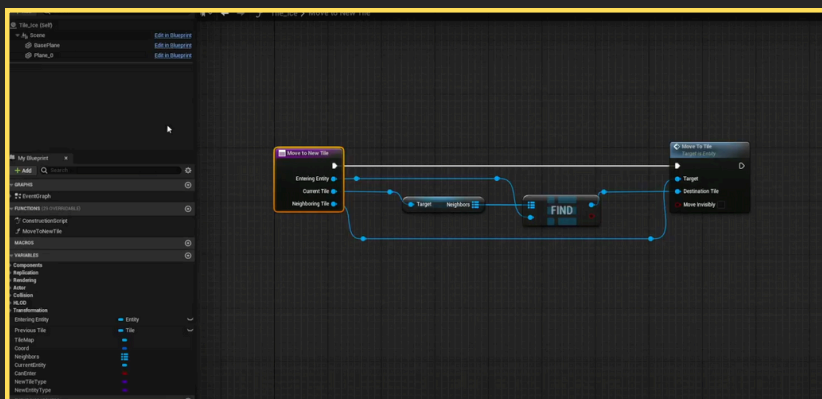 Tile_Ice > Move to New Tile
Tile_Ice (Self)
Scene
Edit in Blueprint
BasePlane
Edit in Blueprint
Plane_0
Edit in Blueprint
My Blueprint
Add
Search
GRAPHS
EventGraph
FUNCTIONS
ConstructionScript
MoveToNewTile
MACROS
VARIABLES
Components
Replication
Rendering
Actor
Collision
HLOD
Transformation
Entering Entity
Entity
Previous Tile
Tile
TileMap
Coord
Neighbors
CurrentEntity
CanEnter
NewTileType
NewEntityType
Move to New Tile
Entering Entity
Current Tile
Neighboring Tile
Target
Neighbors
FIND
Move To Tile
Target is Entity
Target
Destination Tile
Move Invisibly